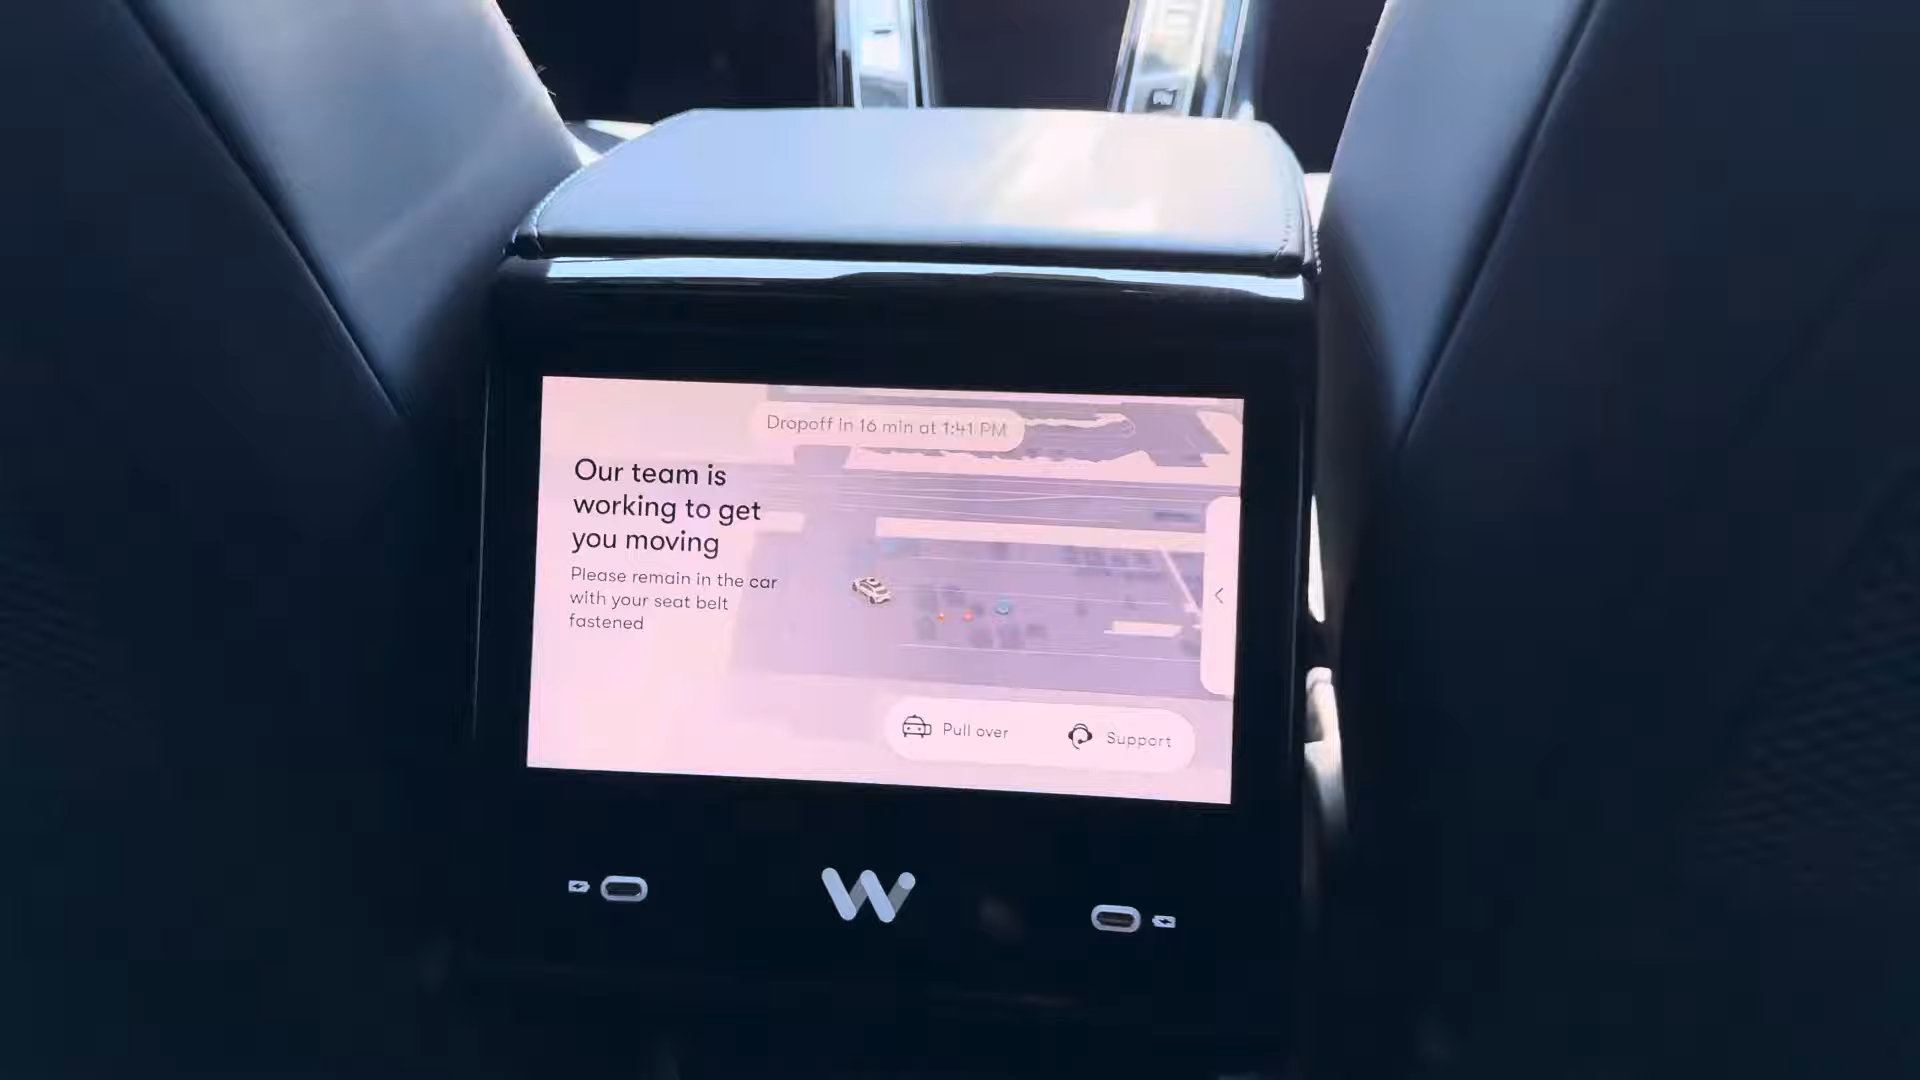 Dropoff in 16 min at 1:41 PM
Our team is
working to get
you moving
Please remain in the car
with your seat belt
fastened
Pull over
Support